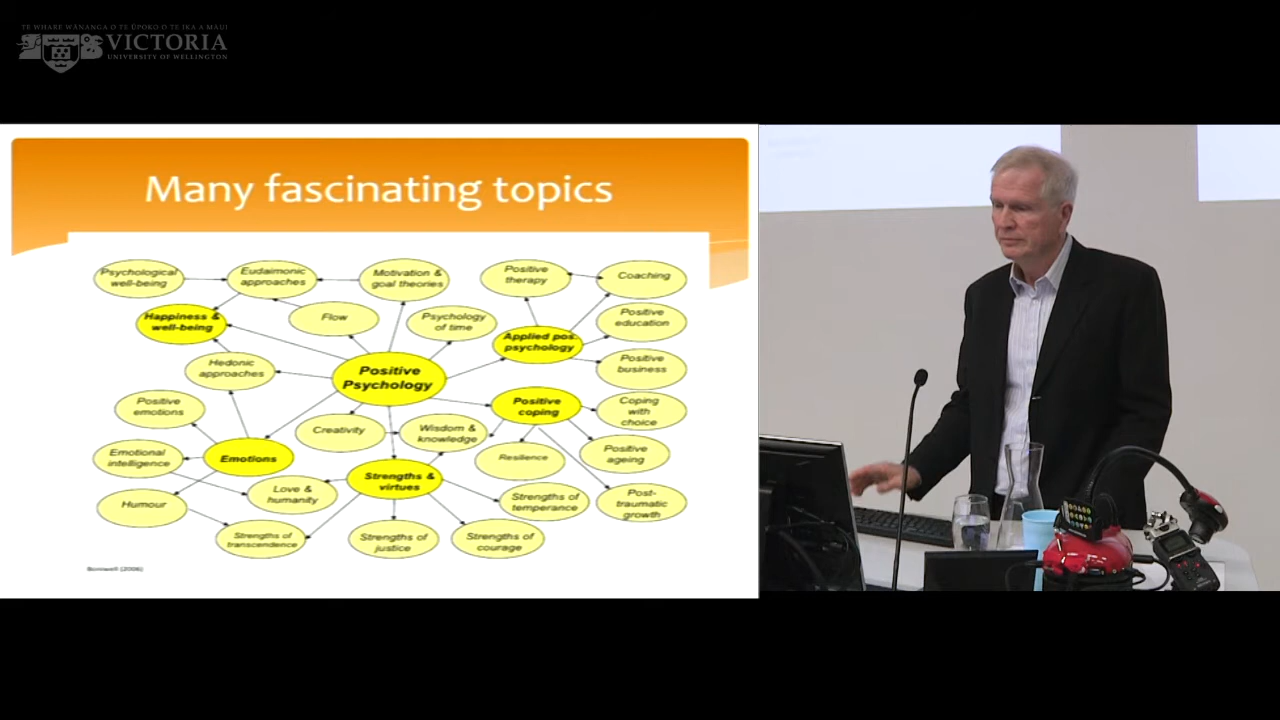 TE WHARE WĀNANGA O TE ŪPOKO O TE IKA A MĀUI
VICTORIA
UNIVERSITY OF WELLINGTON
Many fascinating topics
Psychological
well-being
Eudaimonic
approaches
Motivation &
goal theories
Positive
therapy
Coaching
Happiness &
well-being
Flow
Psychology
of time
Applied pos.
psychology
Positive
education
Hedonic
approaches
Positive
Psychology
Positive
business
Positive
emotions
Creativity
Wisdom &
knowledge
Positive
coping
Coping
with
choice
Emotional
intelligence
Emotions
Strengths &
virtues
Resilience
Positive
ageing
Humour
Love &
humanity
Strengths of
temperance
Post-
traumatic
growth
Strengths of
transcendence
Strengths of
justice
Strengths of
courage
Boniwell (2006)